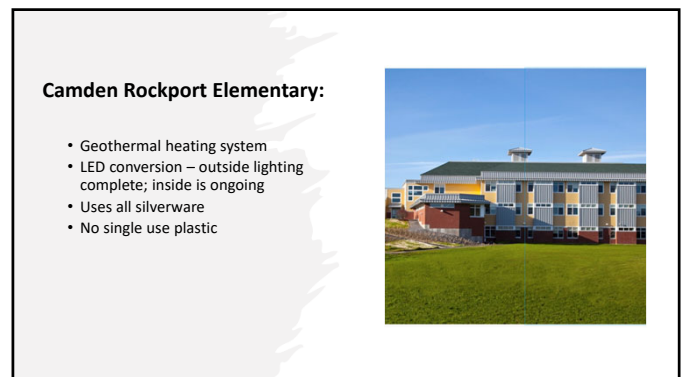 Camden Rockport Elementary:
• Geothermal heating system
• LED conversion – outside lighting
complete; inside is ongoing
• Uses all silverware
• No single use plastic